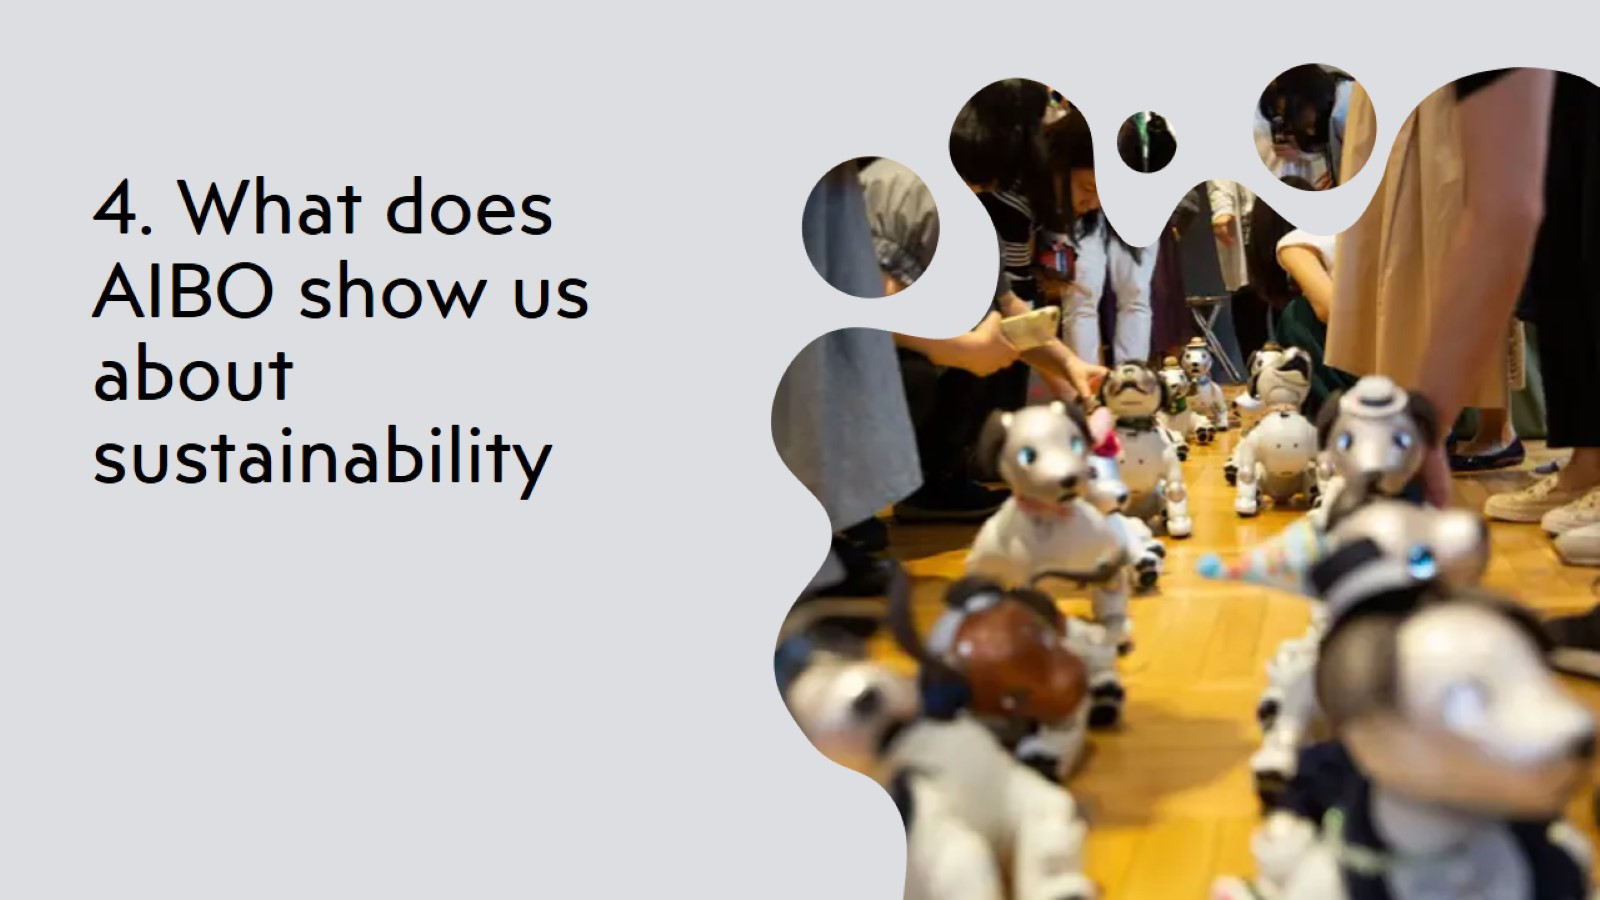 4. What does
AIBO show us
about
sustainability